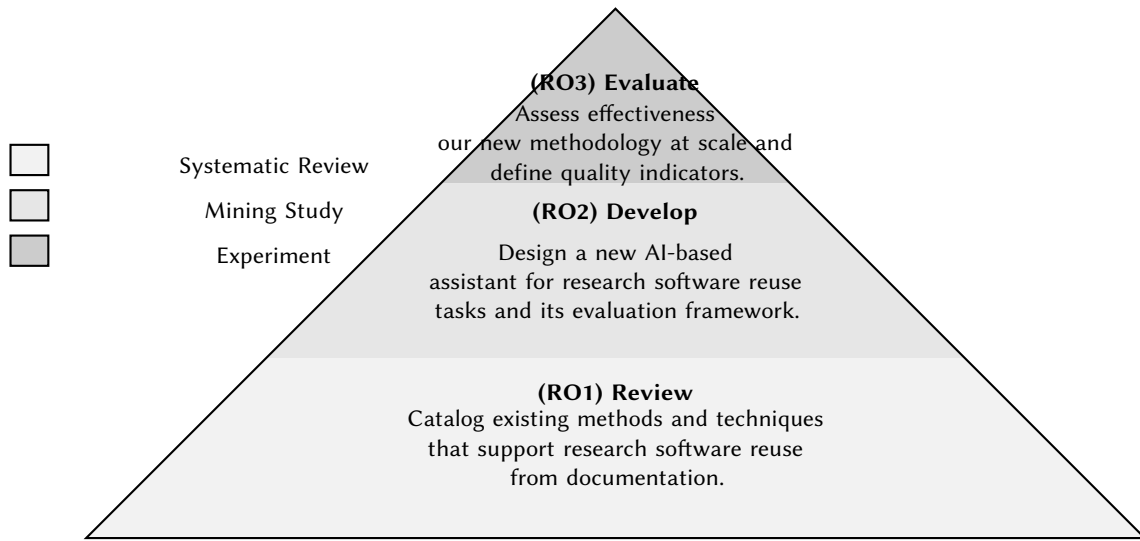 (RO3) Evaluate
Assess effectiveness
our new methodology at scale and
define quality indicators.
Systematic Review
Mining Study
Experiment
(RO2) Develop
Design a new AI-based
assistant for research software reuse
tasks and its evaluation framework.
(RO1) Review
Catalog existing methods and techniques
that support research software reuse
from documentation.